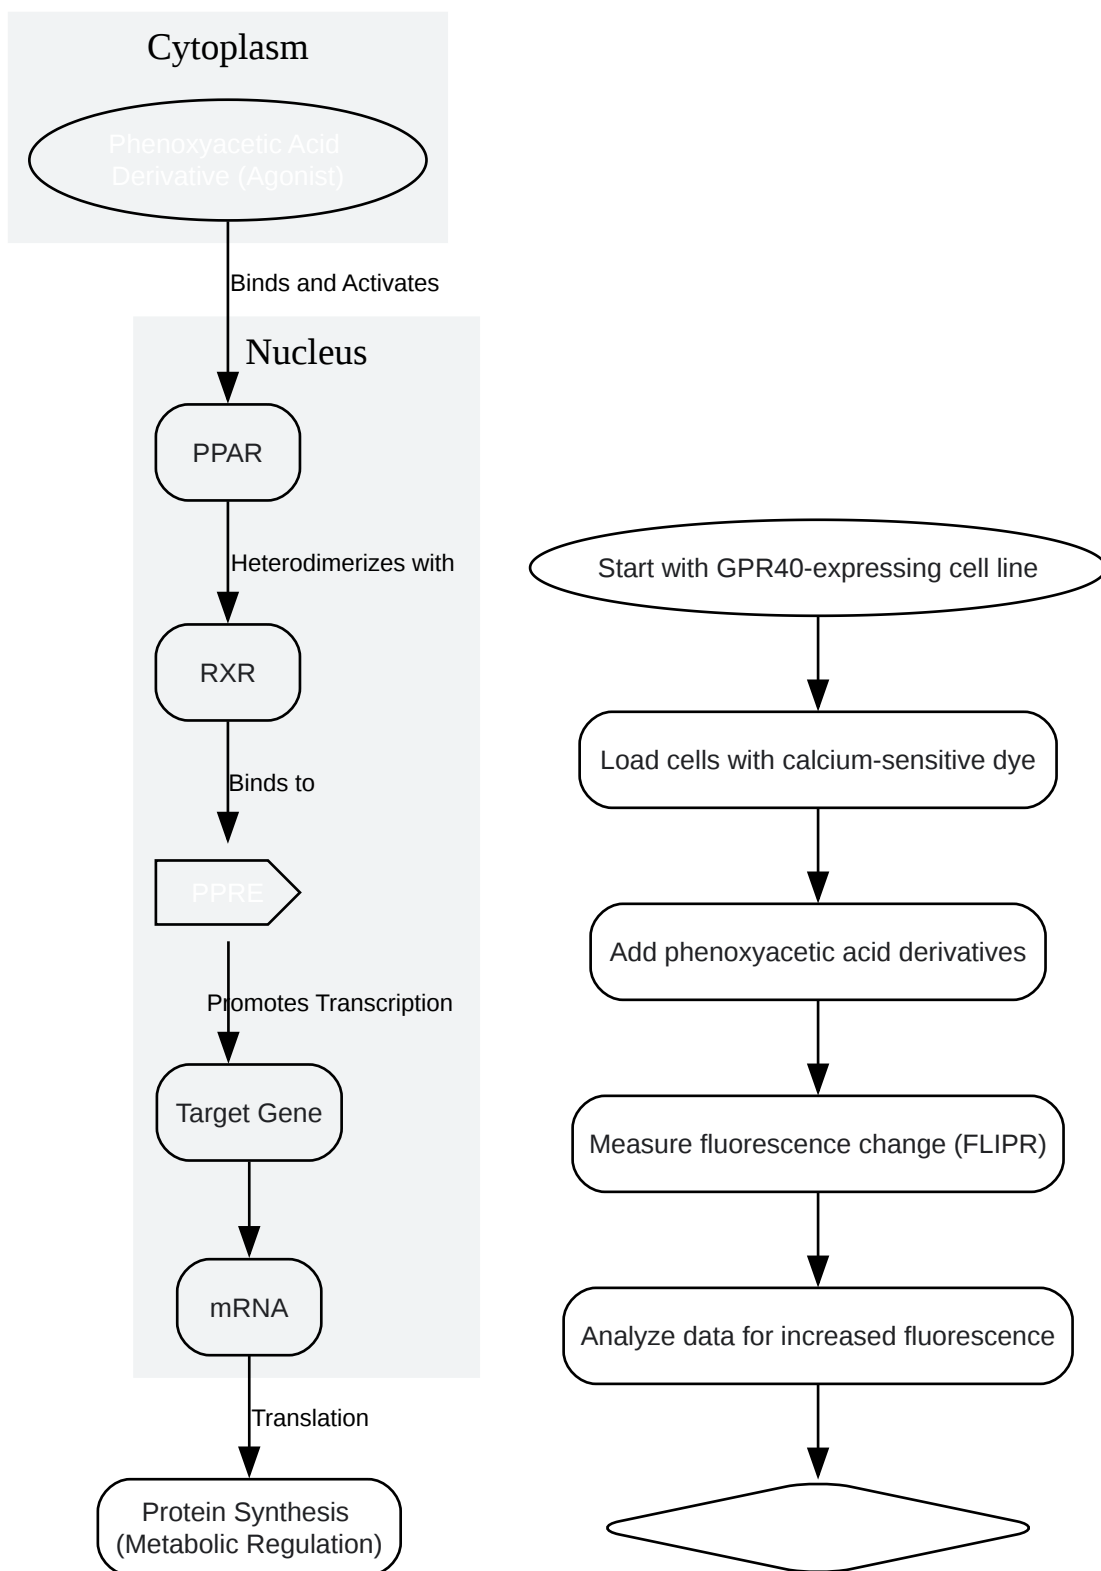 Cytoplasm
Phenoxyacetic Acid
Derivative (Agonist)
Binds and Activates
Nucleus
PPAR
Heterodimerizes with
RXR
Binds to
PPRE
Promotes Transcription
Target Gene
mRNA
Translation
Protein Synthesis
(Metabolic Regulation)
Start with GPR40-expressing cell line
Load cells with calcium-sensitive dye
Add phenoxyacetic acid derivatives
Measure fluorescence change (FLIPR)
Analyze data for increased fluorescence